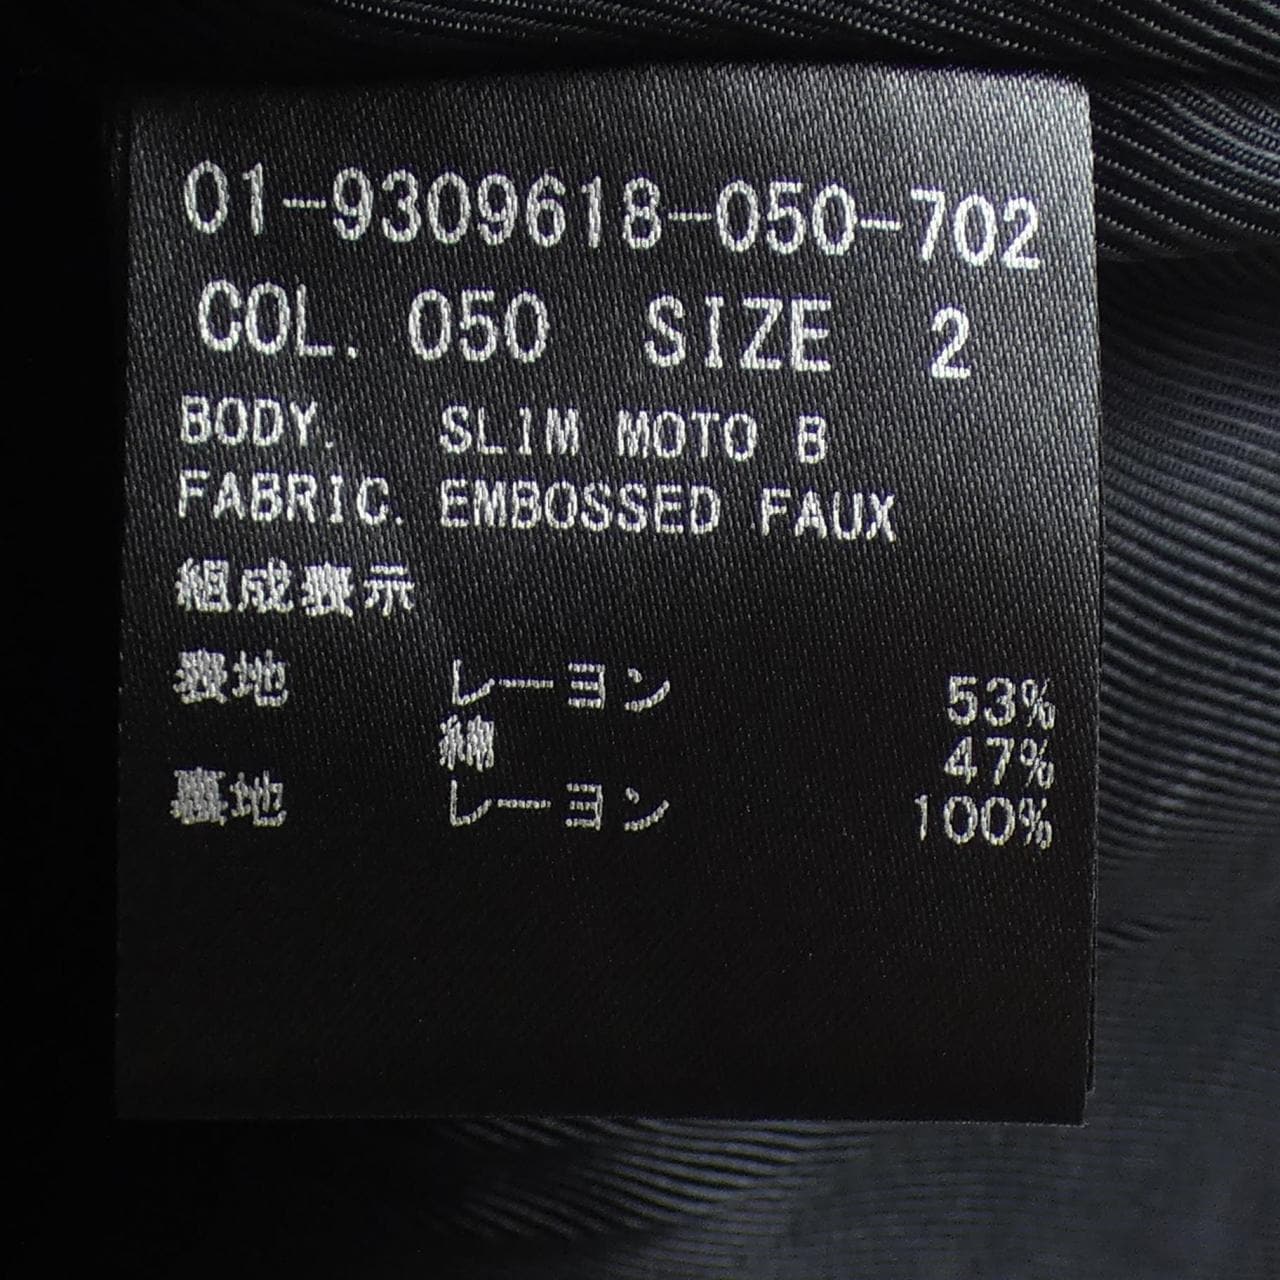 01-9309618-050-702
COL. 050 SIZE 2
BODY. SLIM MOTO B
FABRIC. EMBOSSED FAUX
組成表示
表地 レーヨン 53%
綿 47%
裏地 レーヨン 100%